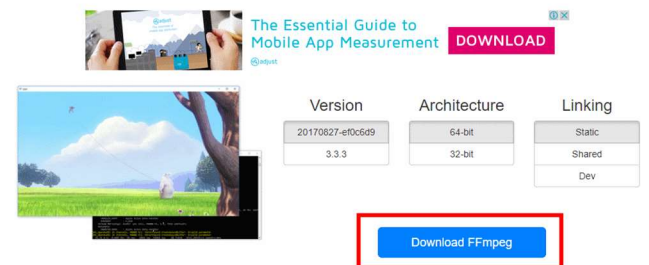 The Essential Guide to
Mobile App Measurement
DOWNLOAD
adjust
Version
Architecture
Linking
20170827-ef0c6d9
64-bit
Static
3.3.3
32-bit
Shared
Dev
Download FFmpeg